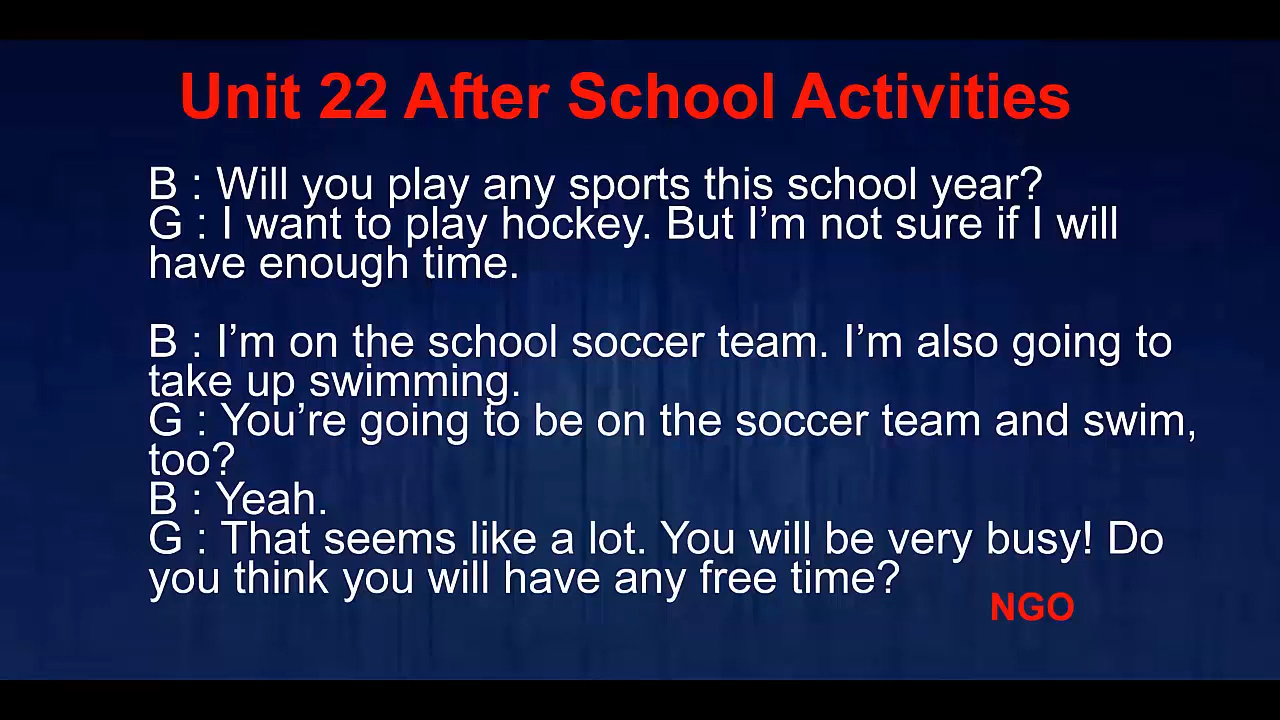 Unit 22 After School Activities
B : Will you play any sports this school year?
G : I want to play hockey. But I’m not sure if I will
have enough time.
B : I’m on the school soccer team. I’m also going to
take up swimming.
G : You’re going to be on the soccer team and swim,
too?
B : Yeah.
G : That seems like a lot. You will be very busy! Do
you think you will have any free time?
NGO